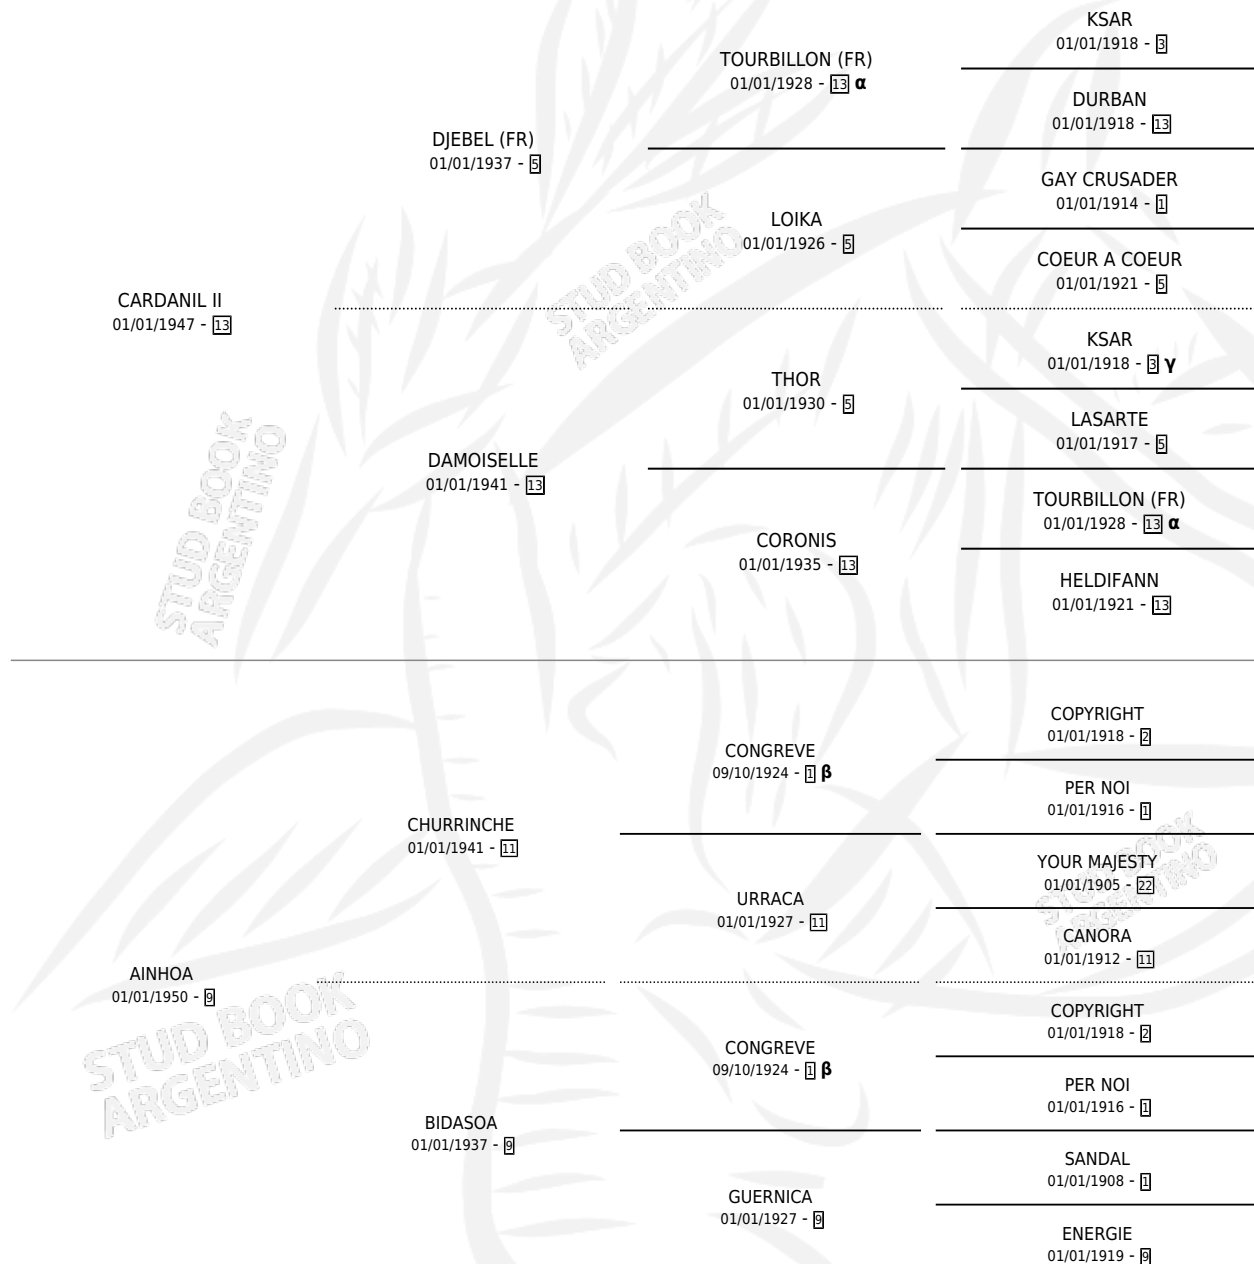 KSAR
01/01/1918 - 3
TOURBILLON (FR)
01/01/1928 - 13 α
DURBAN
01/01/1918 - 13
DJEBEL (FR)
01/01/1937 - 5
GAY CRUSADER
01/01/1914 - 1
LOIKA
01/01/1926 - 5
COEUR A COEUR
01/01/1921 - 5
CARDANIL II
01/01/1947 - 13
KSAR
01/01/1918 - 3 γ
THOR
01/01/1930 - 5
LASARTE
01/01/1917 - 5
DAMOISELLE
01/01/1941 - 13
TOURBILLON (FR)
01/01/1928 - 13 α
CORONIS
01/01/1935 - 13
HELDIFANN
01/01/1921 - 13
COPYRIGHT
01/01/1918 - 2
CONGREVE
09/10/1924 - 1 β
PER NOI
01/01/1916 - 1
CHURRINCHE
01/01/1941 - 11
YOUR MAJESTY
01/01/1905 - 22
URRACA
01/01/1927 - 11
CANORA
01/01/1912 - 11
AINHOA
01/01/1950 - 9
COPYRIGHT
01/01/1918 - 2
CONGREVE
09/10/1924 - 1 β
PER NOI
01/01/1916 - 1
BIDASOA
01/01/1937 - 9
SANDAL
01/01/1908 - 1
GUERNICA
01/01/1927 - 9
ENERGIE
01/01/1919 - 9
STUD BOOK
ARGENTINO
STUD BOOK
ARGENTINO
STUD BOOK
ARGENTINO
STUD BOOK
ARGENTINO